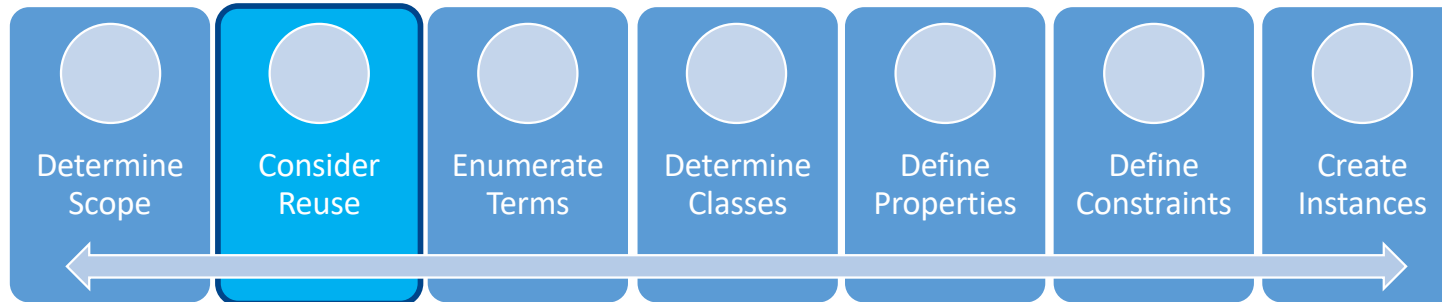 Determine
Scope
Consider
Reuse
Enumerate
Terms
Determine
Classes
Define
Properties
Define
Constraints
Create
Instances